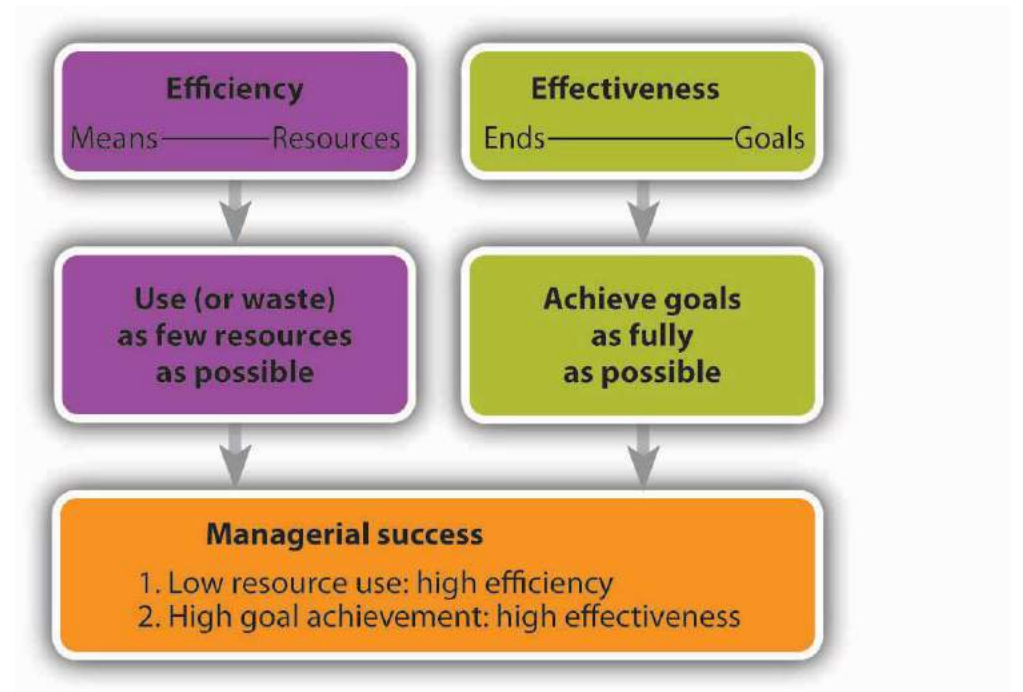 Efficiency
Means Resources
Use (or waste)
as few resources
as possible
Effectiveness
Ends Goals
Achieve goals
as fully
as possible
Managerial success
1. Low resource use: high efficiency
2. High goal achievement: high effectiveness